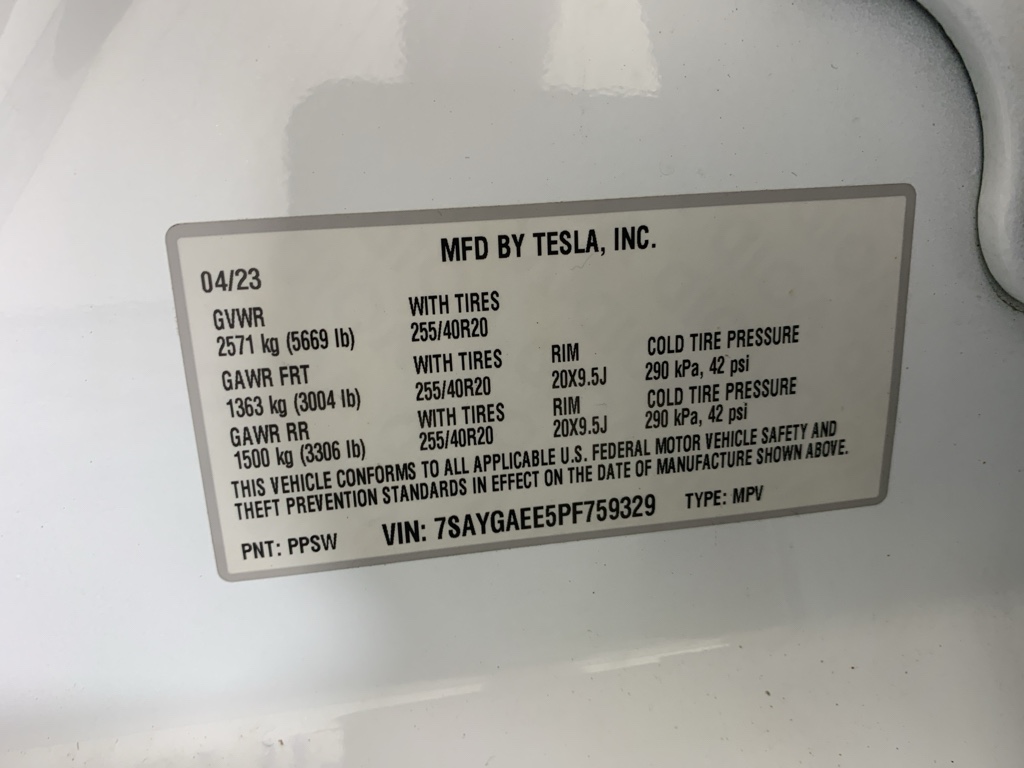 MFD BY TESLA, INC.
04/23
GVWR WITH TIRES
2571 kg (5669 lb) 255/40R20
GAWR FRT WITH TIRES RIM COLD TIRE PRESSURE
1363 kg (3004 lb) 255/40R20 20X9.5J 290 kPa, 42 psi
GAWR RR WITH TIRES RIM COLD TIRE PRESSURE
1500 kg (3306 lb) 255/40R20 20X9.5J 290 kPa, 42 psi
THIS VEHICLE CONFORMS TO ALL APPLICABLE U.S. FEDERAL MOTOR VEHICLE SAFETY AND
THEFT PREVENTION STANDARDS IN EFFECT ON THE DATE OF MANUFACTURE SHOWN ABOVE.
PNT: PPSW VIN: 7SAYGAEE5PF759329 TYPE: MPV